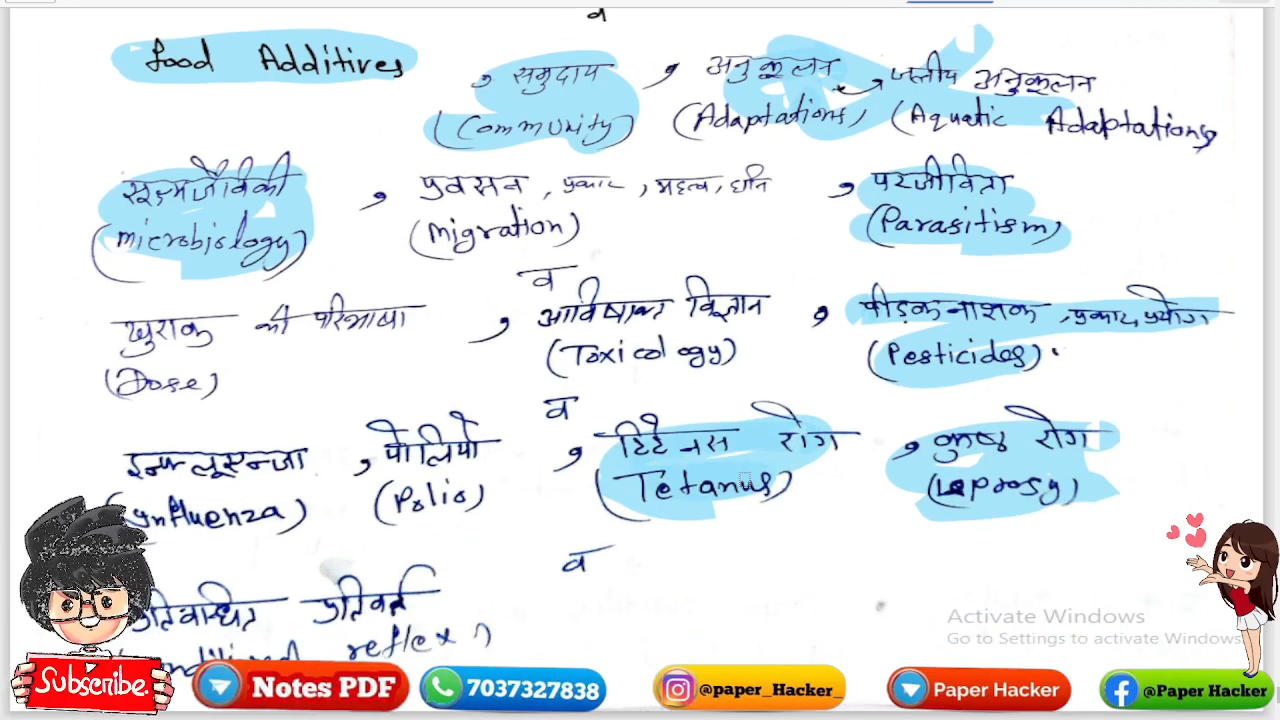 व
Food Additives
, समुदाय , अनुकूलन , जलीय अनुकूलन
(Community) (Adaptations) (Aquatic Adaptations)
सूक्ष्मजैविकी , प्रवसन , प्रकार , महत्व , हानि , परजीविता
(microbiology) (Migration) (Parasitism)
व
खुराक की परिभाषा , आविषाक्त विज्ञान , पीड़कनाशक , प्रकार, प्रयोग
(Dose) (Toxicology) (Pesticides)
व
इन्फ्लूएन्जा , पोलियो , टिटैनस रोग , कुष्ठ रोग
(Influenza) (Polio) (Tetanus) (Leprosy)
व
प्रतिवर्त
reflex)
Activate Windows
Go to Settings to activate Windows.
Subscribe.
Notes PDF 7037327838 @paper_Hacker_ Paper Hacker @Paper Hacker